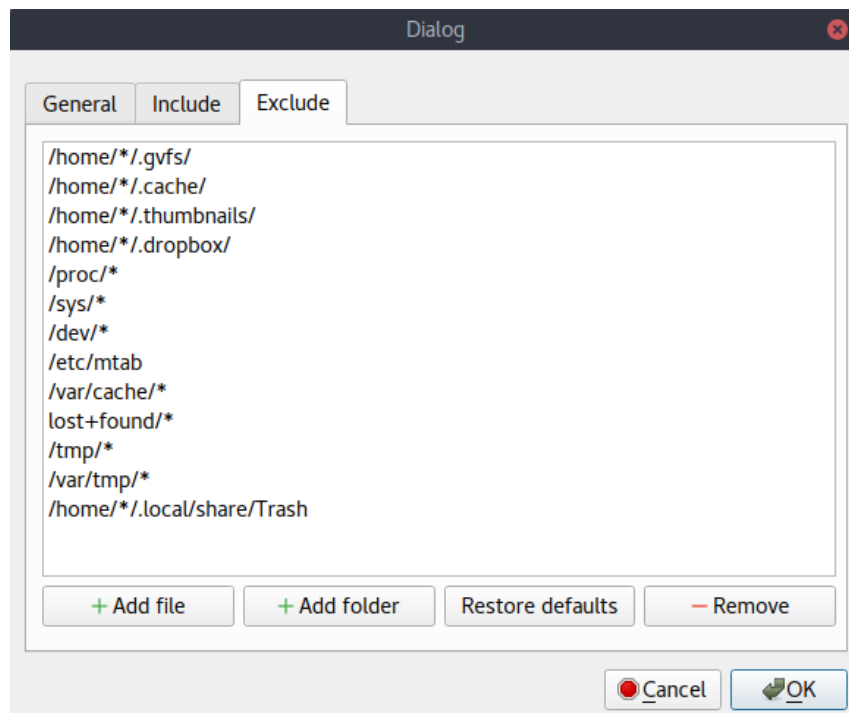 Dialog
General Include Exclude
/home/*/.gvfs/
/home/*/.cache/
/home/*/.thumbnails/
/home/*/.dropbox/
/proc/*
/sys/*
/dev/*
/etc/mtab
/var/cache/*
lost+found/*
/tmp/*
/var/tmp/*
/home/*/.local/share/Trash
+ Add file + Add folder Restore defaults − Remove
Cancel OK